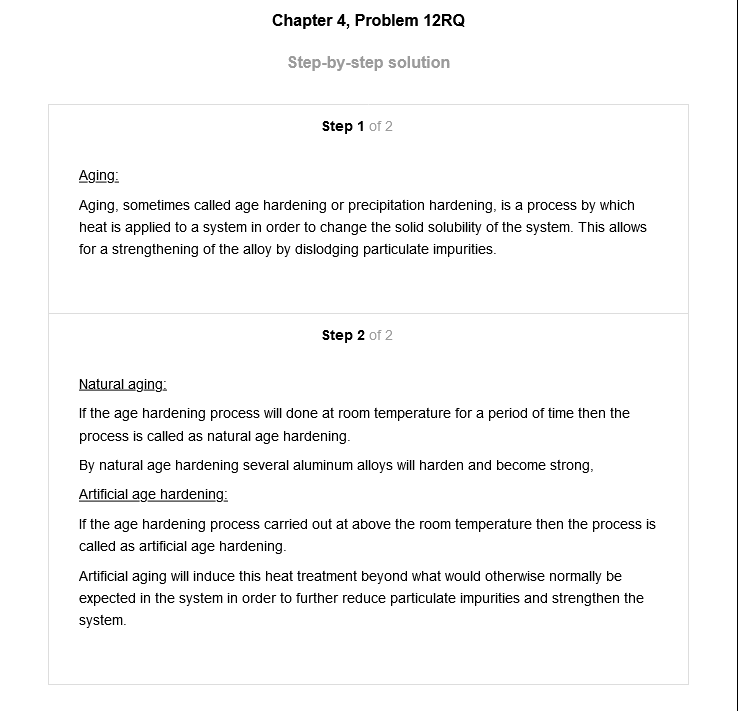 Chapter 4, Problem 12RQ
Step-by-step solution
Step 1 of 2
Aging:
Aging, sometimes called age hardening or precipitation hardening, is a process by which
heat is applied to a system in order to change the solid solubility of the system. This allows
for a strengthening of the alloy by dislodging particulate impurities.
Step 2 of 2
Natural aging:
If the age hardening process will done at room temperature for a period of time then the
process is called as natural age hardening.
By natural age hardening several aluminum alloys will harden and become strong,
Artificial age hardening:
If the age hardening process carried out at above the room temperature then the process is
called as artificial age hardening.
Artificial aging will induce this heat treatment beyond what would otherwise normally be
expected in the system in order to further reduce particulate impurities and strengthen the
system.